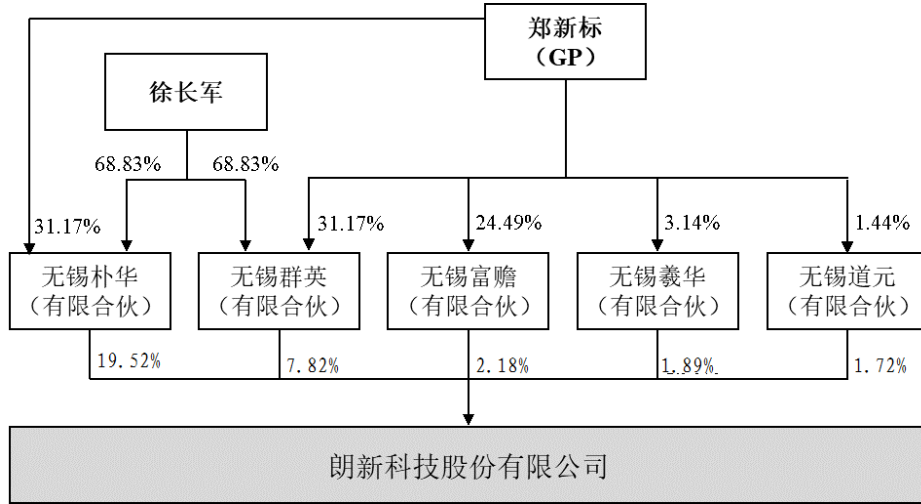 郑新标
（GP）
徐长军
68.83%
68.83%
31.17%
31.17%
24.49%
3.14%
1.44%
无锡朴华
（有限合伙）
无锡群英
（有限合伙）
无锡富赡
（有限合伙）
无锡羲华
（有限合伙）
无锡道元
（有限合伙）
19.52%
7.82%
2.18%
1.89%
1.72%
朗新科技股份有限公司